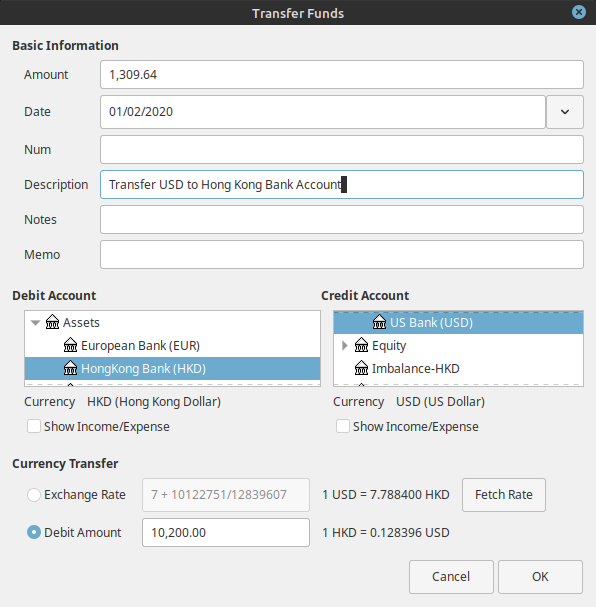 Transfer Funds
Basic Information
Amount 1,309.64
Date 01/02/2020
Num
Description Transfer USD to Hong Kong Bank Account
Notes
Memo
Debit Account Credit Account
Assets US Bank (USD)
European Bank (EUR) Equity
HongKong Bank (HKD) Imbalance-HKD
Currency HKD (Hong Kong Dollar) Currency USD (US Dollar)
Show Income/Expense Show Income/Expense
Currency Transfer
Exchange Rate 7 + 10122751/12839607 1 USD = 7.788400 HKD Fetch Rate
Debit Amount 10,200.00 1 HKD = 0.128396 USD
Cancel OK